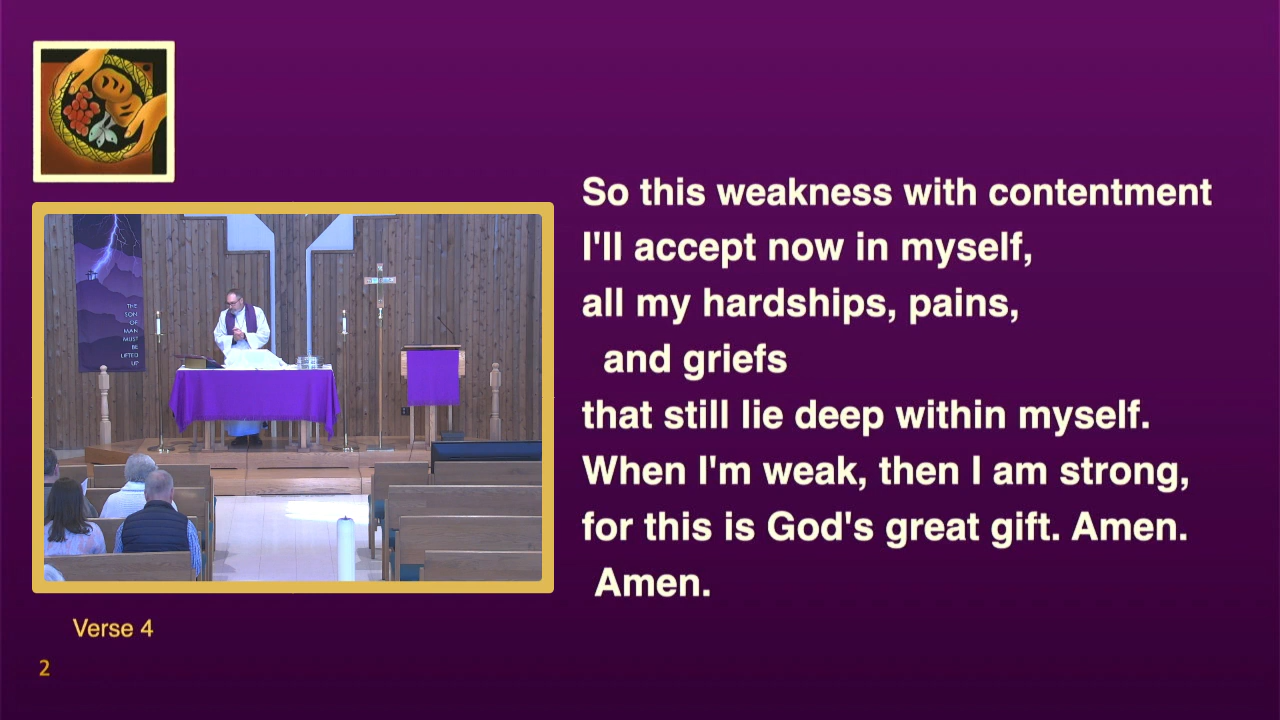 So this weakness with contentment
I'll accept now in myself,
all my hardships, pains,
and griefs
that still lie deep within myself.
When I'm weak, then I am strong,
for this is God's great gift. Amen.
Amen.
THE
SON
OF
MAN
MUST
BE
LIFTED
UP
Verse 4
2